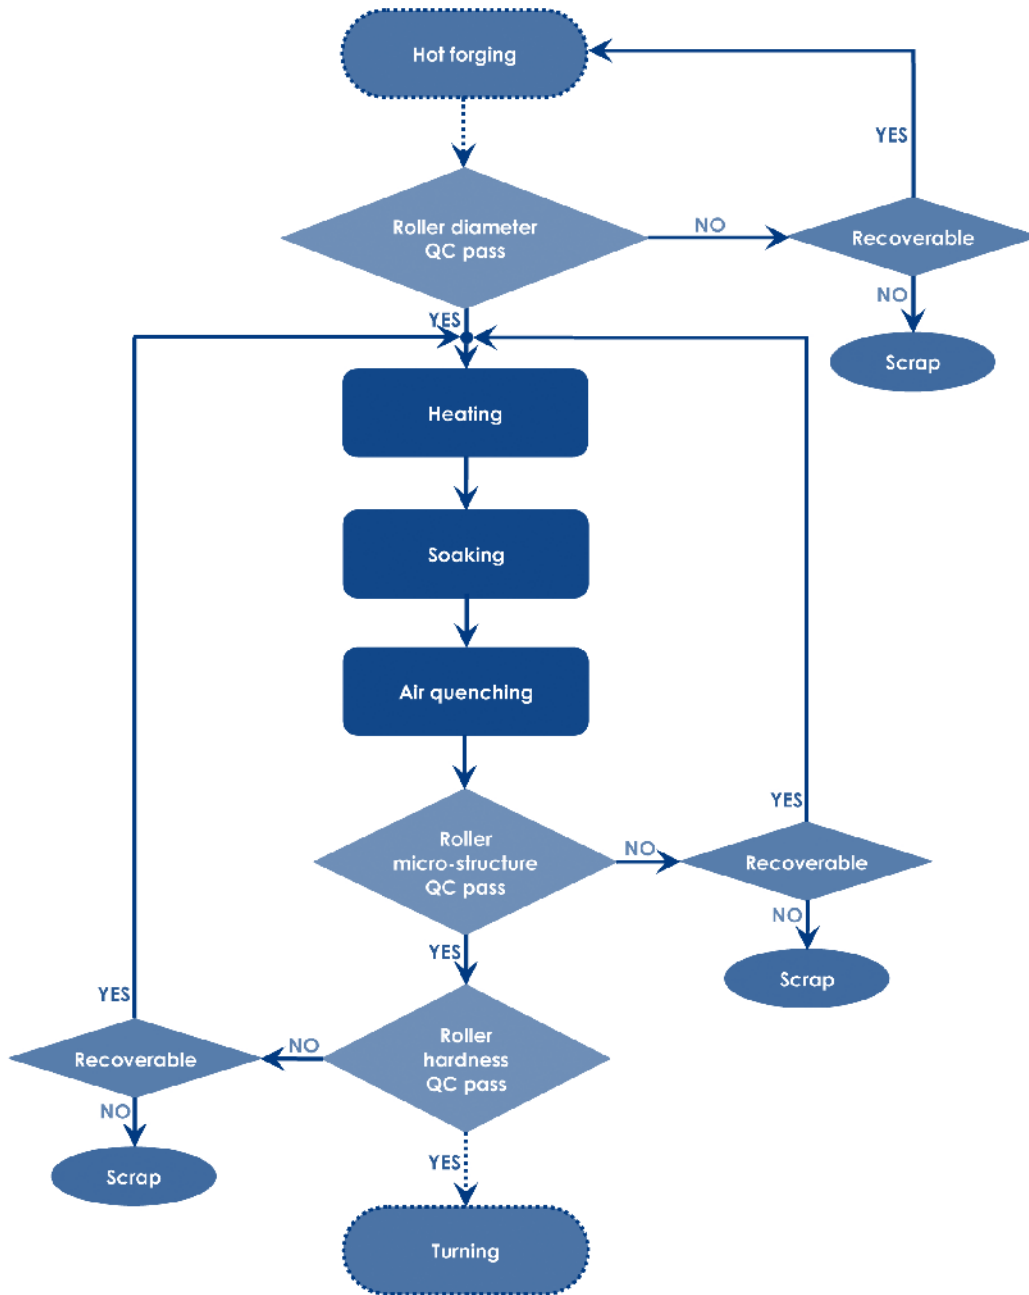 Hot forging
YES
Roller diameter
QC pass
NO
Recoverable
NO
YES
Scrap
Heating
Soaking
Air quenching
YES
Roller
micro-structure
QC pass
NO
Recoverable
NO
YES
Scrap
YES
Roller
hardness
QC pass
NO
Recoverable
NO
YES
Scrap
Turning